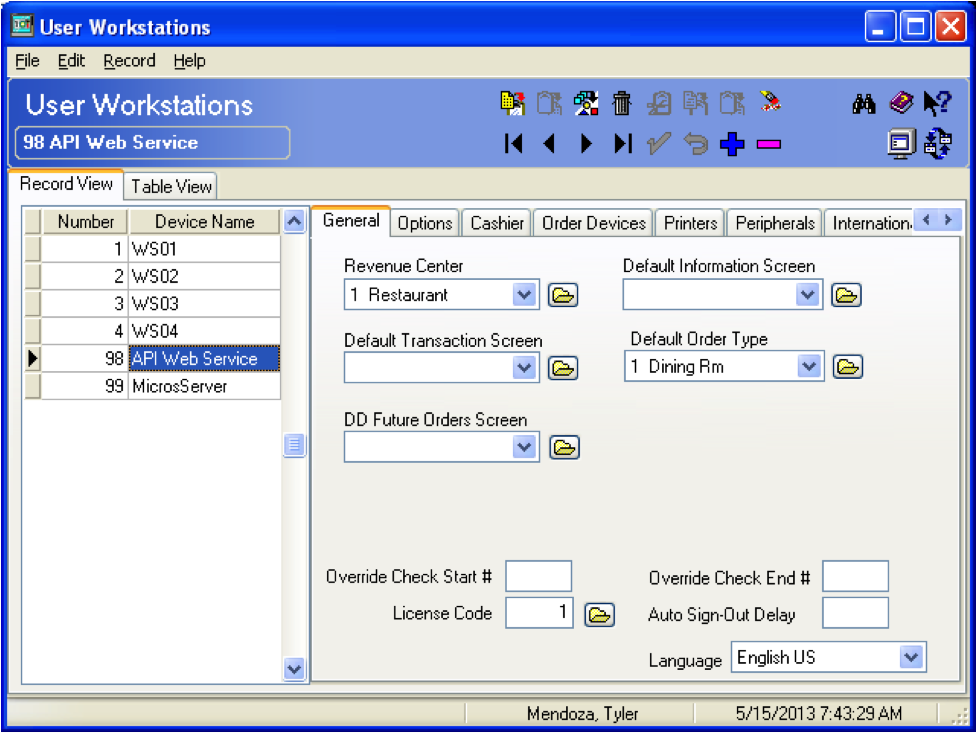 User Workstations
File Edit Record Help
User Workstations
98 API Web Service
Record View Table View
Number Device Name
1 WS01
2 WS02
3 WS03
4 WS04
98 API Web Service
99 MicrosServer
General Options Cashier Order Devices Printers Peripherals Internation
Revenue Center Default Information Screen
1 Restaurant
Default Transaction Screen Default Order Type
1 Dining Rm
DD Future Orders Screen
Override Check Start # Override Check End #
License Code 1 Auto Sign-Out Delay
Language English US
Mendoza, Tyler 5/15/2013 7:43:29 AM